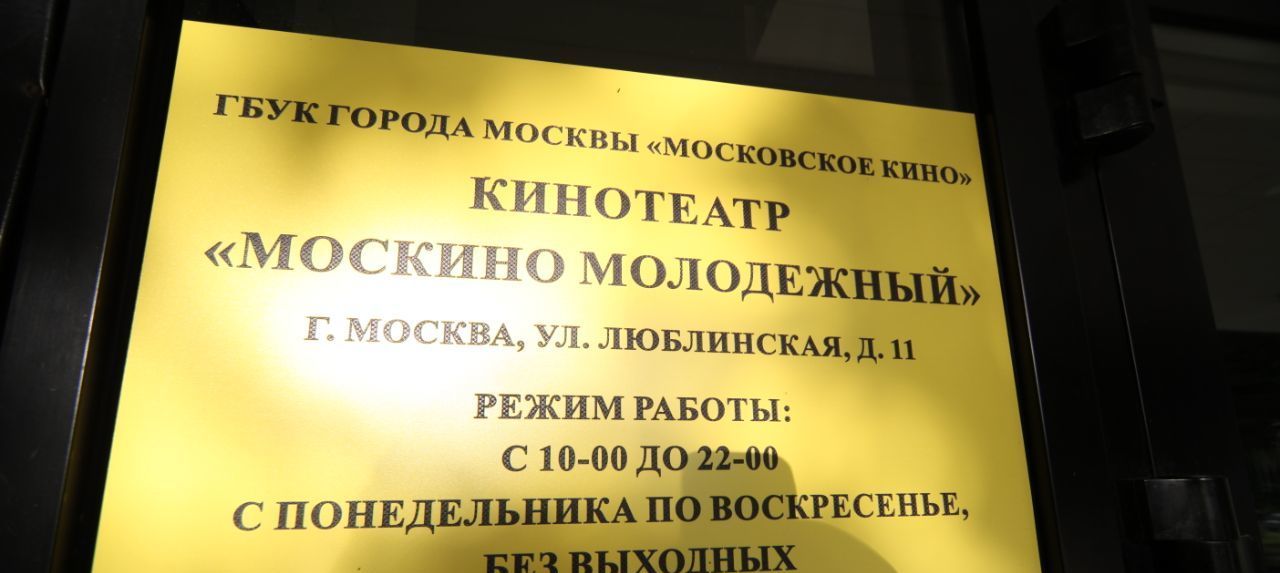 ГБУК ГОРОДА МОСКВЫ «МОСКОВСКОЕ КИНО»
КИНОТЕАТР
«МОСКИНО МОЛОДЕЖНЫЙ»
Г. МОСКВА, УЛ. ЛЮБЛИНСКАЯ, Д. 11
РЕЖИМ РАБОТЫ:
С 10-00 ДО 22-00
С ПОНЕДЕЛЬНИКА ПО ВОСКРЕСЕНЬЕ,
БЕЗ ВЫХОДНЫХ